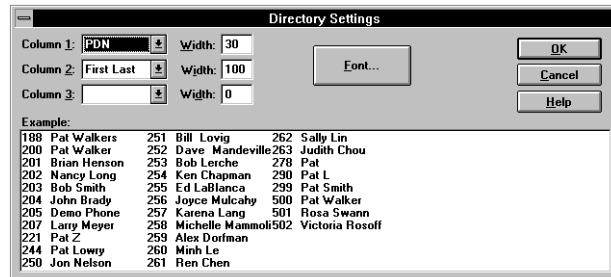 Directory Settings
Column 1: PDN Width: 30
Column 2: First Last Width: 100
Column 3: Width: 0
Font...
OK
Cancel
Help
Example:
188 Pat Walkers 251 Bill Lovig 262 Sally Lin
200 Pat Walker 252 Dave Mandeville 263 Judith Chou
201 Brian Henson 253 Bob Lerche 278 Pat
202 Nancy Long 254 Ken Chapman 290 Pat L
203 Bob Smith 255 Ed LaBlanca 299 Pat Smith
204 John Brady 256 Joyce Mulcahy 500 Pat Walker
205 Demo Phone 257 Karena Lang 501 Rosa Swann
207 Larry Meyer 258 Michelle Mammoli 502 Victoria Rosoff
221 Pat Z 259 Alex Dorfman
244 Pat Lowry 260 Minh Le
250 Jon Nelson 261 Ren Chen